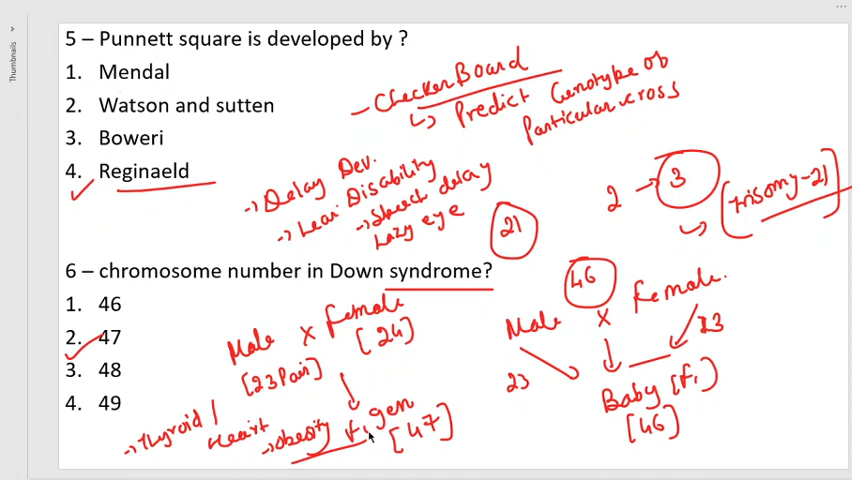 Thumbnails
5 – Punnett square is developed by ?
1. Mendal
2. Watson and sutten
3. Boweri
4. Reginaeld
– CheckerBoard
↳ Predict Genotype of
Particular cross
→ Delay Dev.
→ Lear Disability
→ Speech delay
Lazy eye
21
2 → 3
↳ [trisomy-21]
6 – chromosome number in Down syndrome?
1. 46
2. 47
3. 48
4. 49
Male x Female
[23Pair] [24]
F1 gen
[47]
→ Thyroid /
Heart
→ obesity
46
Male x Female
23 23
Baby [F1]
[46]